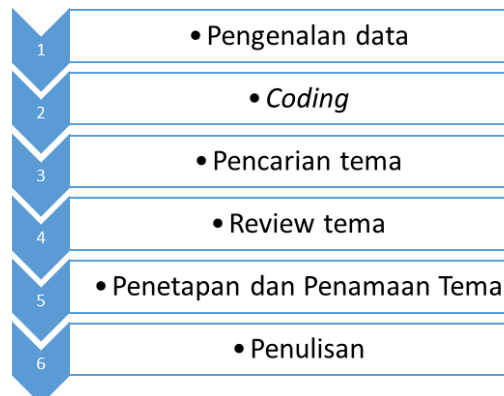 1
• Pengenalan data
2
• Coding
3
• Pencarian tema
4
• Review tema
5
• Penetapan dan Penamaan Tema
6
• Penulisan